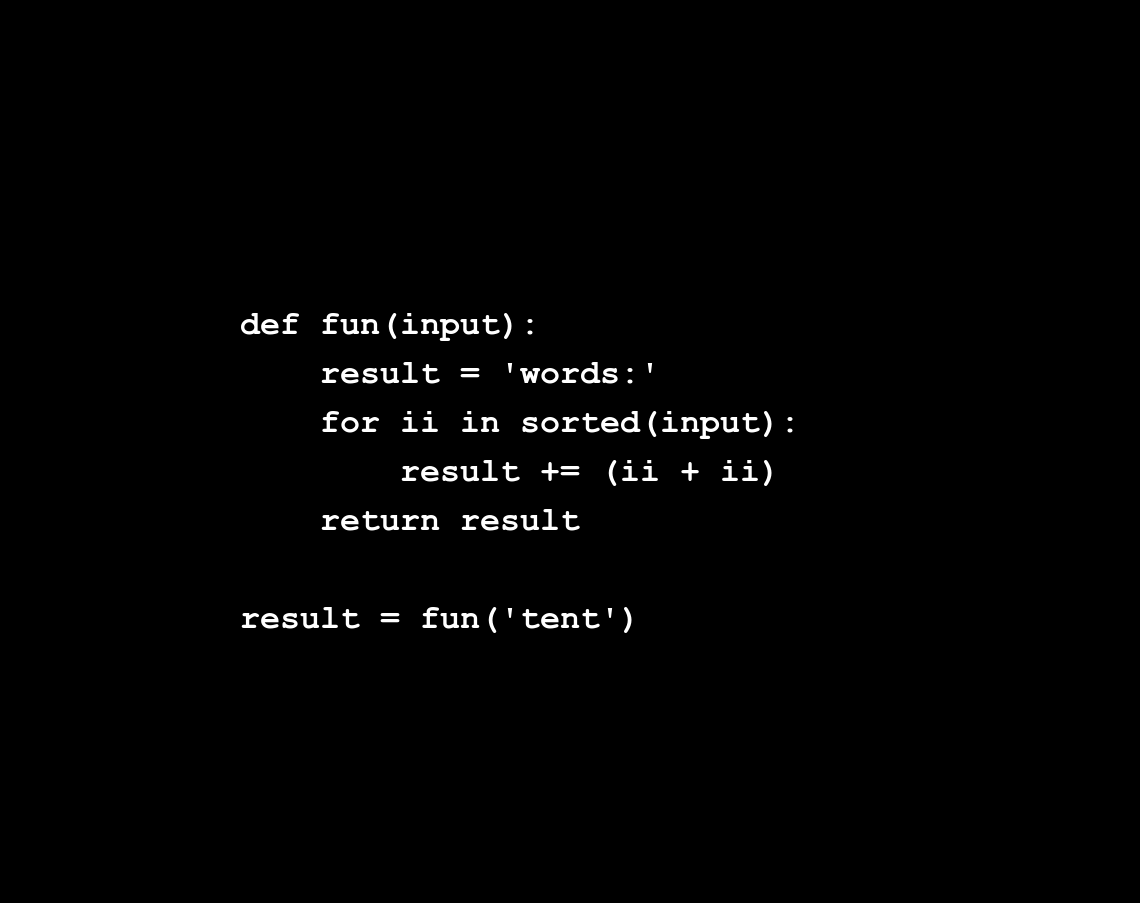 def fun(input):
    result = 'words:'
    for ii in sorted(input):
        result += (ii + ii)
    return result

result = fun('tent')